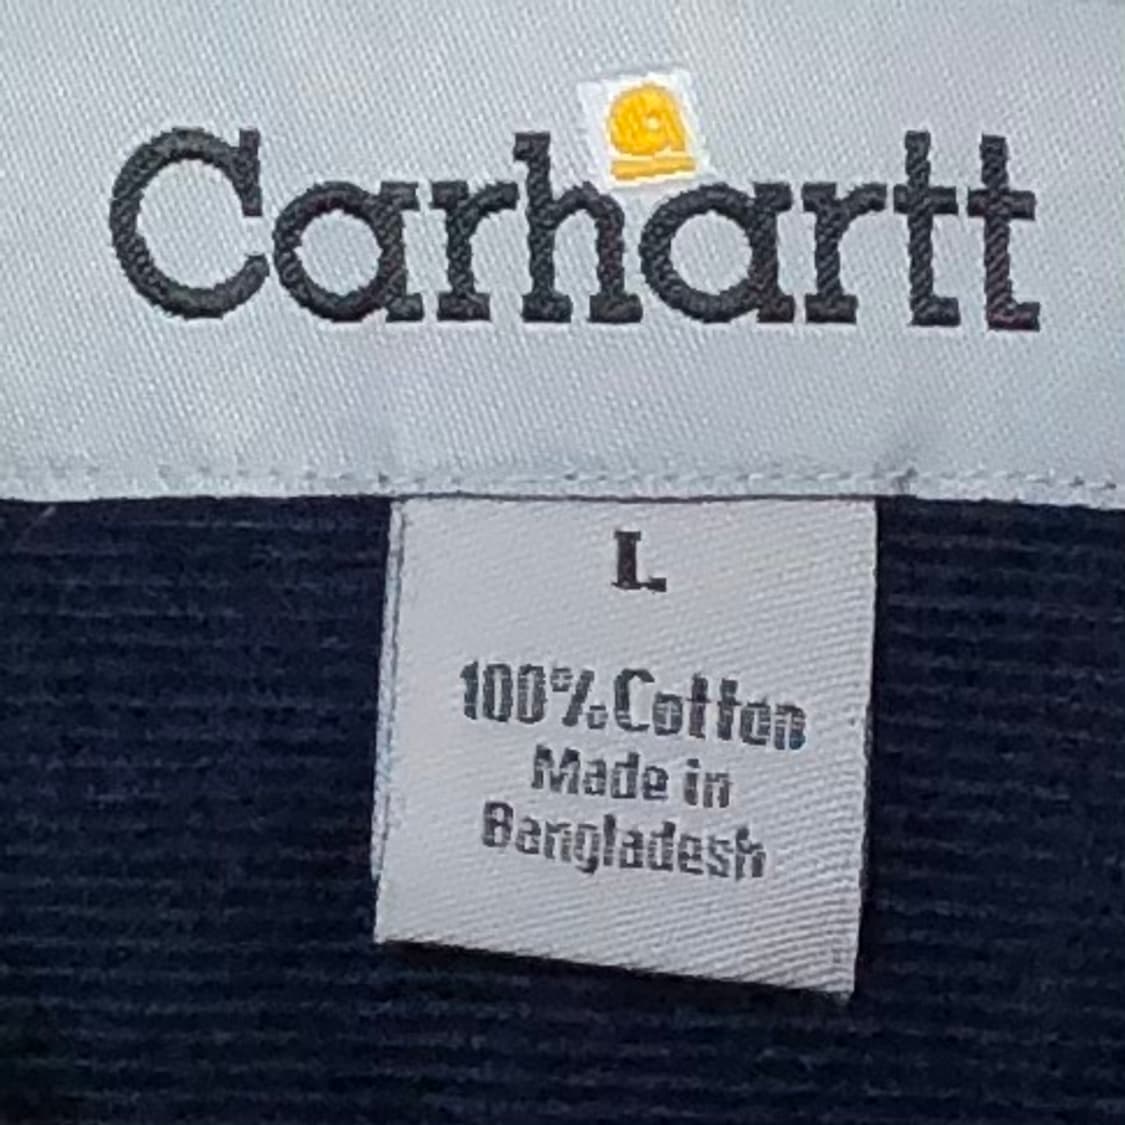 Carhartt
L
100% Cotton
Made in
Bangladesh